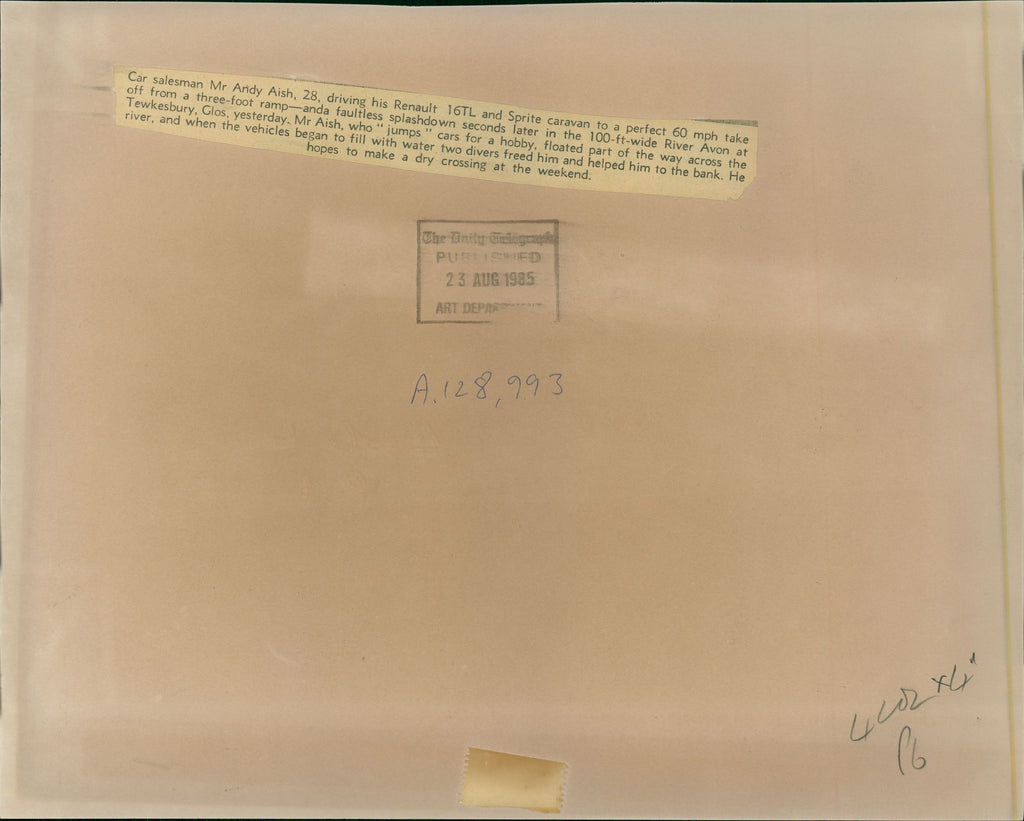 Car salesman Mr Andy Aish, 28, driving his Renault 16TL and Sprite caravan to a perfect 60 mph take
off from a three-foot ramp—anda faultless splashdown seconds later in the 100-ft-wide River Avon at
Tewkesbury, Glos, yesterday. Mr Aish, who "jumps" cars for a hobby, floated part of the way across the
river, and when the vehicles began to fill with water two divers freed him and helped him to the bank. He
hopes to make a dry crossing at the weekend.
The Daily Telegraph
PUBLISHED
23 AUG 1985
ART DEPARTMENT
A.128,993
4 COL x 4"
P6